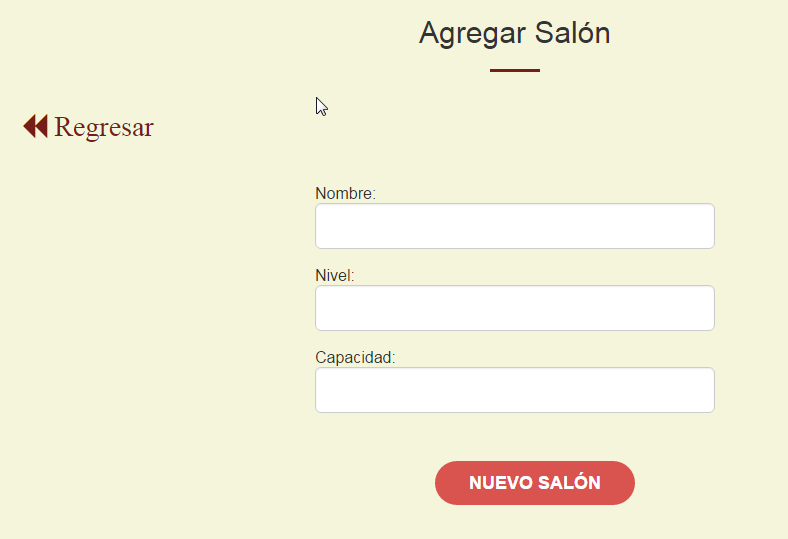 Agregar Salón
Regresar
Nombre:
Nivel:
Capacidad:
NUEVO SALÓN